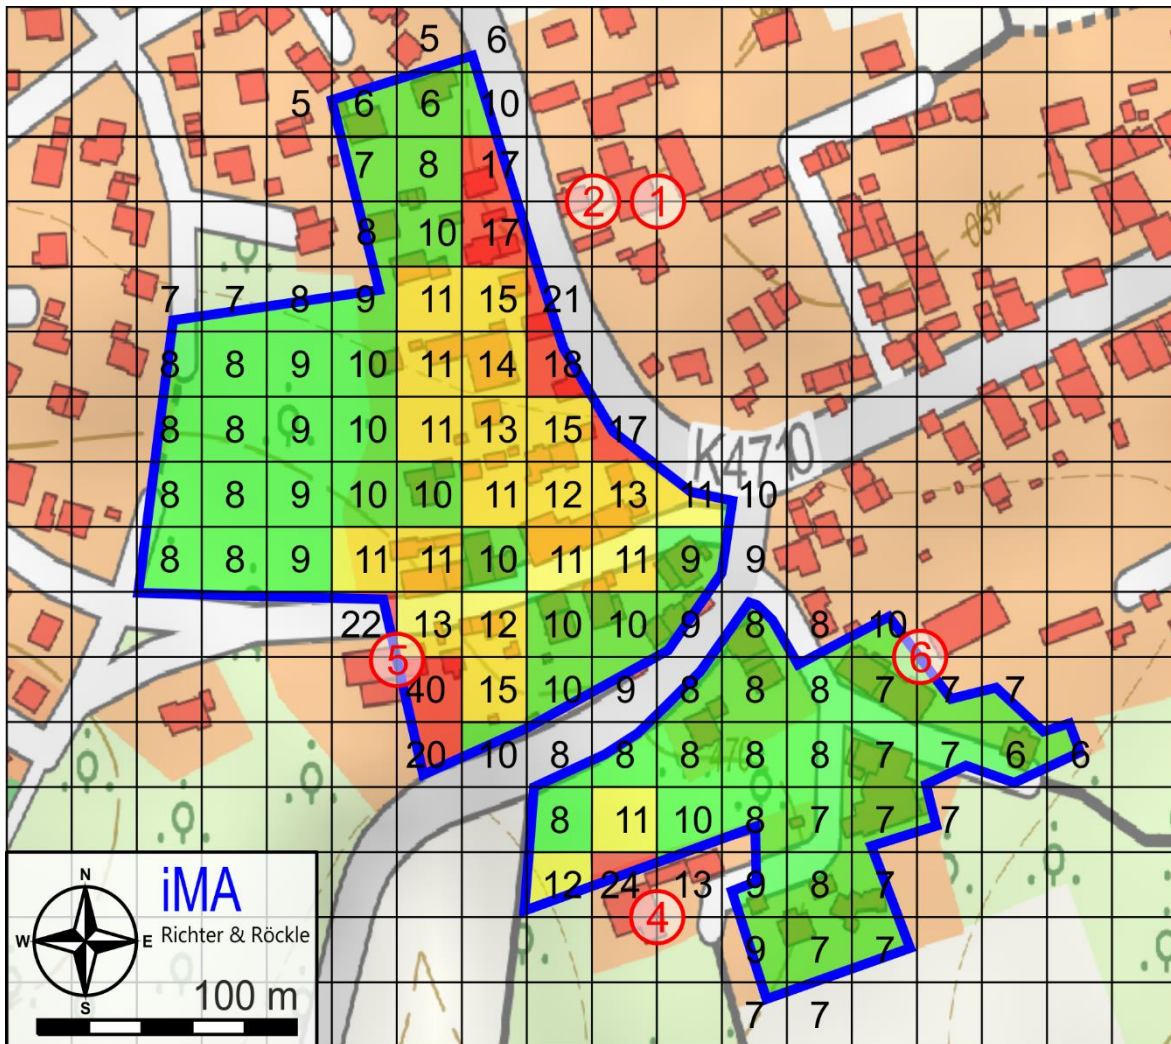 5 6
5 6 6 10
7 8 17
2 1
8 10 17
480
7 7 8 9 11 15 21
8 8 9 10 11 14 18
8 8 9 10 11 13 15 17
K4710
8 8 9 10 10 11 12 13 11 10
8 8 9 11 11 10 11 11 9 9
22 13 12 10 10 9 8 8 10
5 6
40 15 10 9 8 8 8 7 7 7
20 10 8 8 8 8 8 7 7 6 6
470
8 11 10 8 7 7 7
12 24 13 9 8 7
4
9 7 7
7 7
N
W E
S
iMA
Richter & Röckle
100 m